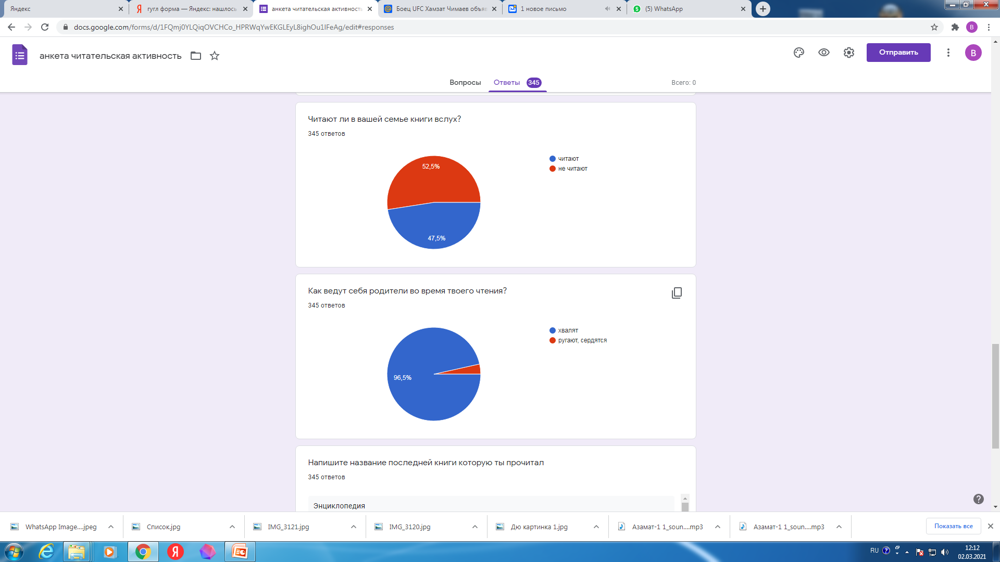 Яндекс
гугл форма — Яндекс: нашлось
анкета читательская активность
Боец UFC Хамзат Чимаев объяв
1 новое письмо
(5) WhatsApp
docs.google.com/forms/d/1FQmj0YLQiqOVCHCo_HPRWqYwEKGLEyL8ighOu1lFeAg/edit#responses
B
анкета читательская активность
Отправить
B
Вопросы
Ответы 345
Всего: 0
Читают ли в вашей семье книги вслух?
345 ответов
52,5%
47,5%
читают
не читают
Как ведут себя родители во время твоего чтения?
345 ответов
96,5%
хвалят
ругают, сердятся
Напишите название последней книги которую ты прочитал
345 ответов
Энциклопедия
WhatsApp Image....jpeg
Список.jpg
IMG_3121.jpg
IMG_3120.jpg
Дю картинка 1.jpg
Азамат-1 1_soun....mp3
Азамат-1 1_soun....mp3
Показать все
RU
12:12
02.03.2021